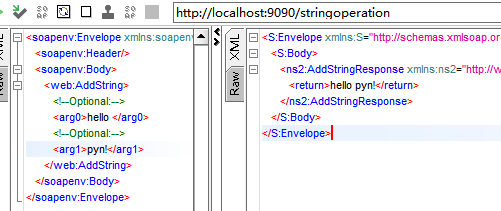 http://localhost:9090/stringoperation
XML
Raw
<soapenv:Envelope xmlns:soapenv
<soapenv:Header/>
<soapenv:Body>
<web:AddString>
<!--Optional:-->
<arg0>hello </arg0>
<!--Optional:-->
<arg1>pyn!</arg1>
</web:AddString>
</soapenv:Body>
</soapenv:Envelope>
XML
Raw
<S:Envelope xmlns:S="http://schemas.xmlsoap.or
<S:Body>
<ns2:AddStringResponse xmlns:ns2="http://w
<return>hello pyn!</return>
</ns2:AddStringResponse>
</S:Body>
</S:Envelope>